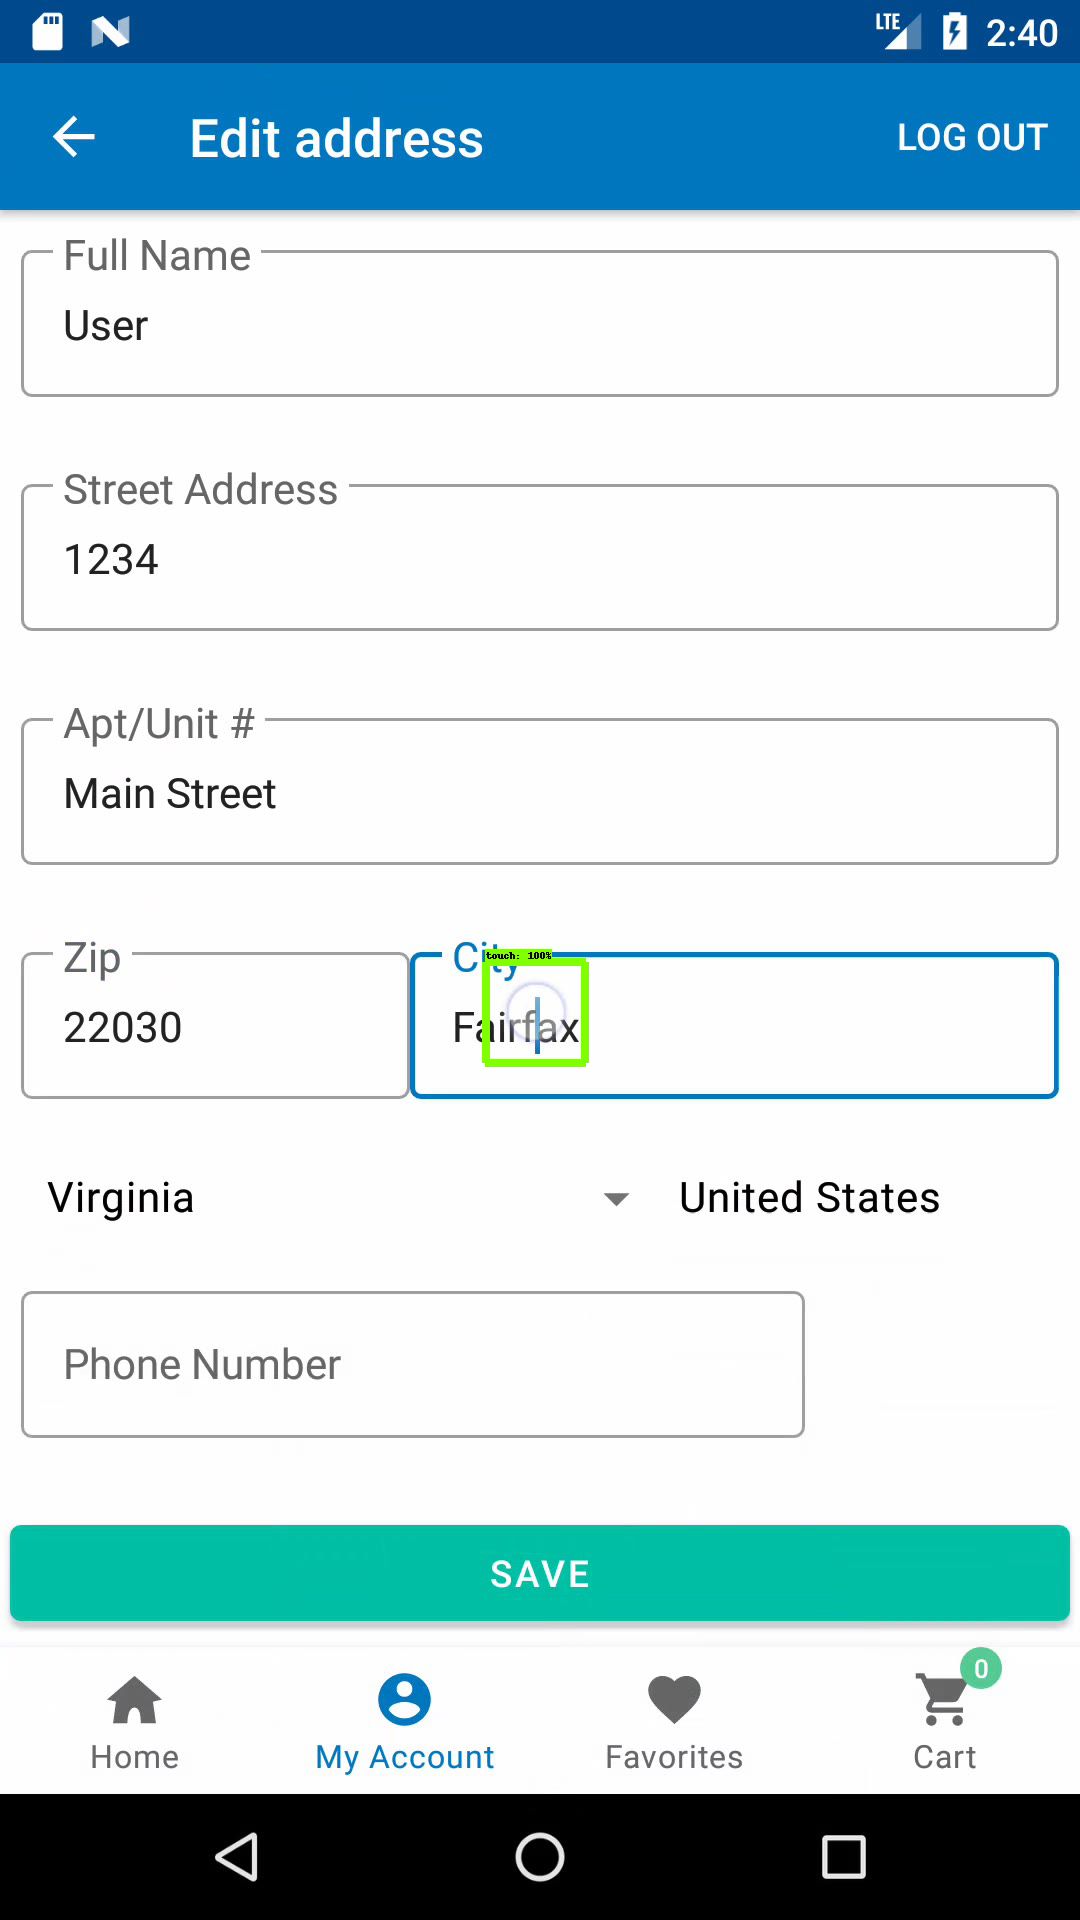 LTE 2:40
Edit address LOG OUT
Full Name
User
Street Address
1234
Apt/Unit #
Main Street
Zip City
touch: 100%
22030 Fairfax
Virginia United States
Phone Number
SAVE
0
Home My Account Favorites Cart